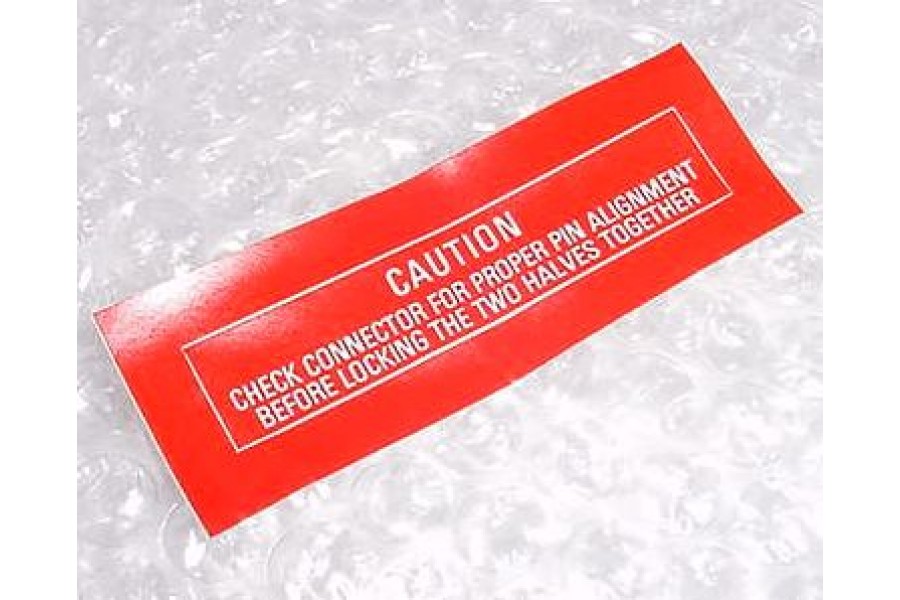 CAUTION
CHECK CONNECTOR FOR PROPER PIN ALIGNMENT
BEFORE LOCKING THE TWO HALVES TOGETHER